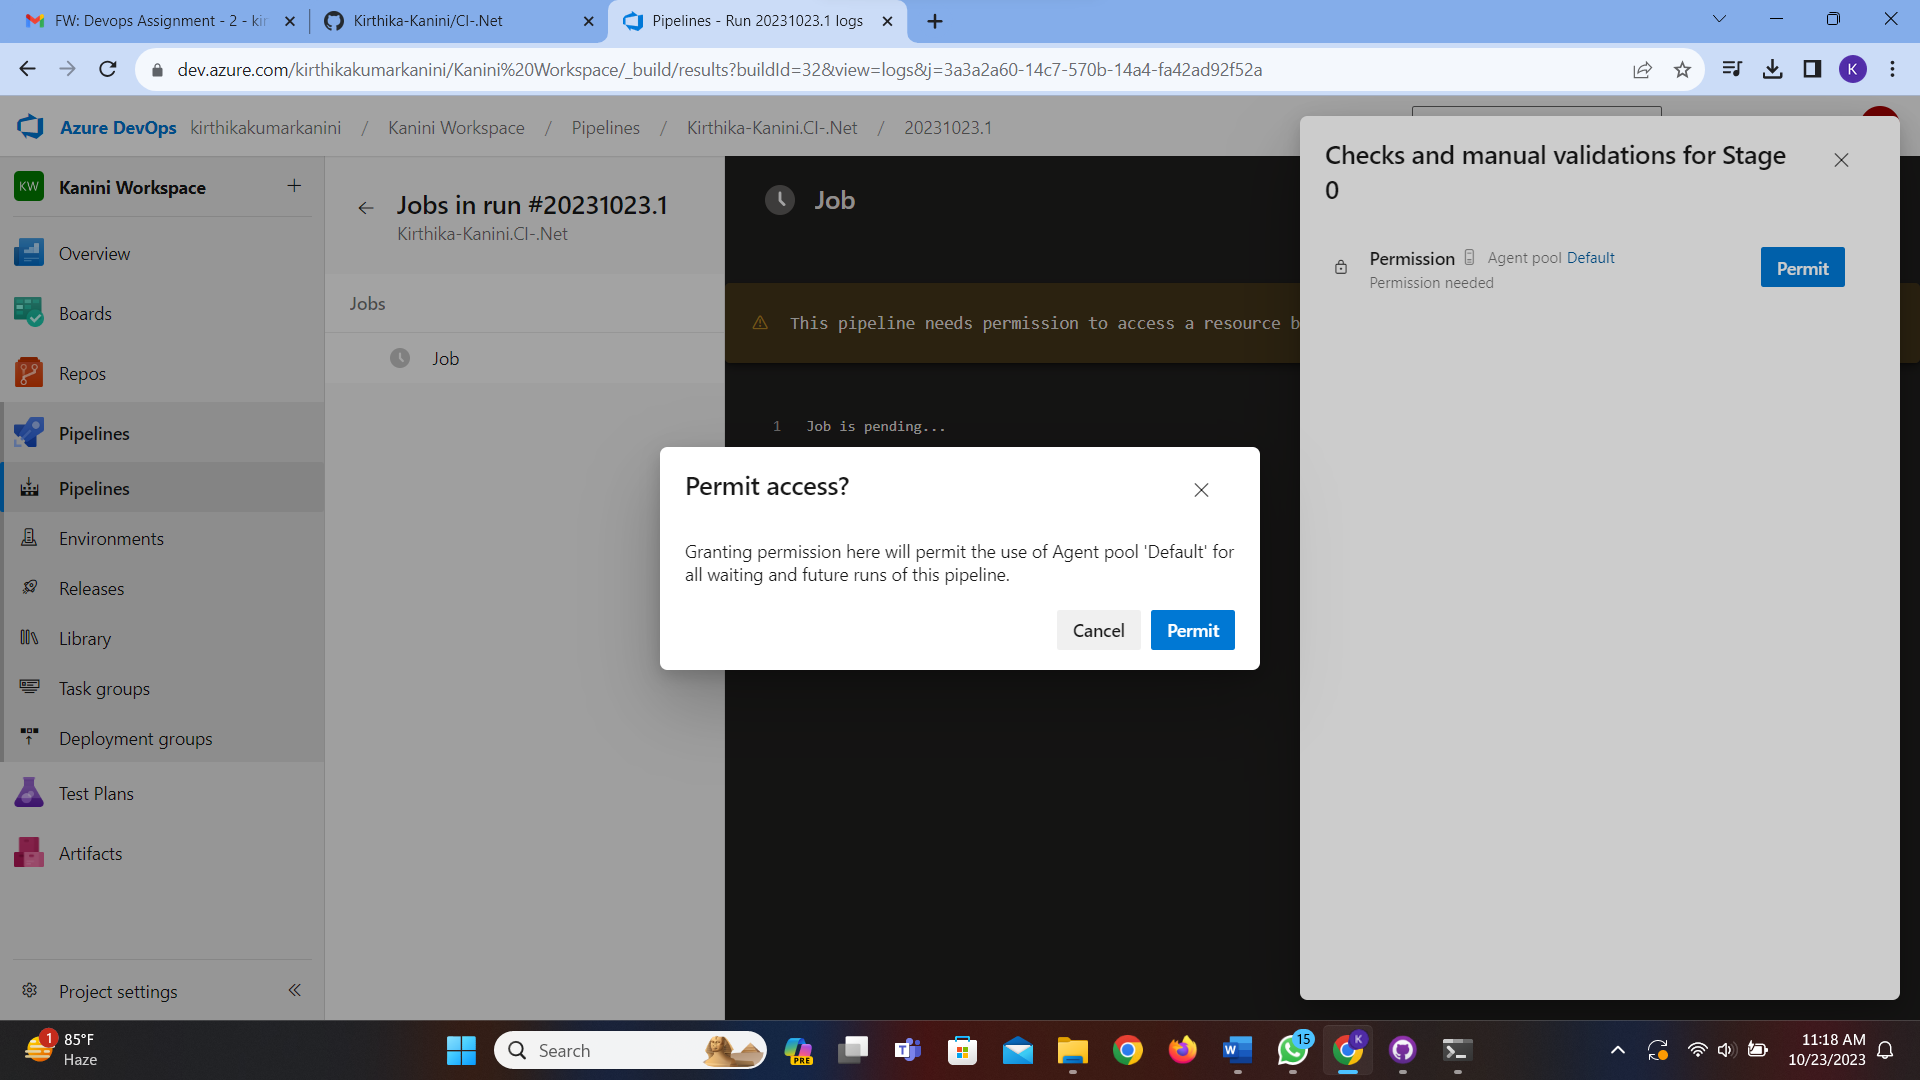 FW: Devops Assignment - 2 - kir
Kirthika-Kanini/CI-.Net
Pipelines - Run 20231023.1 logs
dev.azure.com/kirthikakumarkanini/Kanini%20Workspace/_build/results?buildId=32&view=logs&j=3a3a2a60-14c7-570b-14a4-fa42ad92f52a
K
Azure DevOps kirthikakumarkanini / Kanini Workspace / Pipelines / Kirthika-Kanini.CI-.Net / 20231023.1
KW Kanini Workspace
Overview
Boards
Repos
Pipelines
Pipelines
Environments
Releases
Library
Task groups
Deployment groups
Test Plans
Artifacts
Project settings
Jobs in run #20231023.1
Kirthika-Kanini.CI-.Net
Jobs
Job
Job
This pipeline needs permission to access a resource b
1 Job is pending...
Permit access?
Granting permission here will permit the use of Agent pool 'Default' for
all waiting and future runs of this pipeline.
Cancel
Permit
Checks and manual validations for Stage
0
Permission Agent pool Default
Permission needed
Permit
1
85°F
Haze
Search
PRE
15
K
11:18 AM
10/23/2023